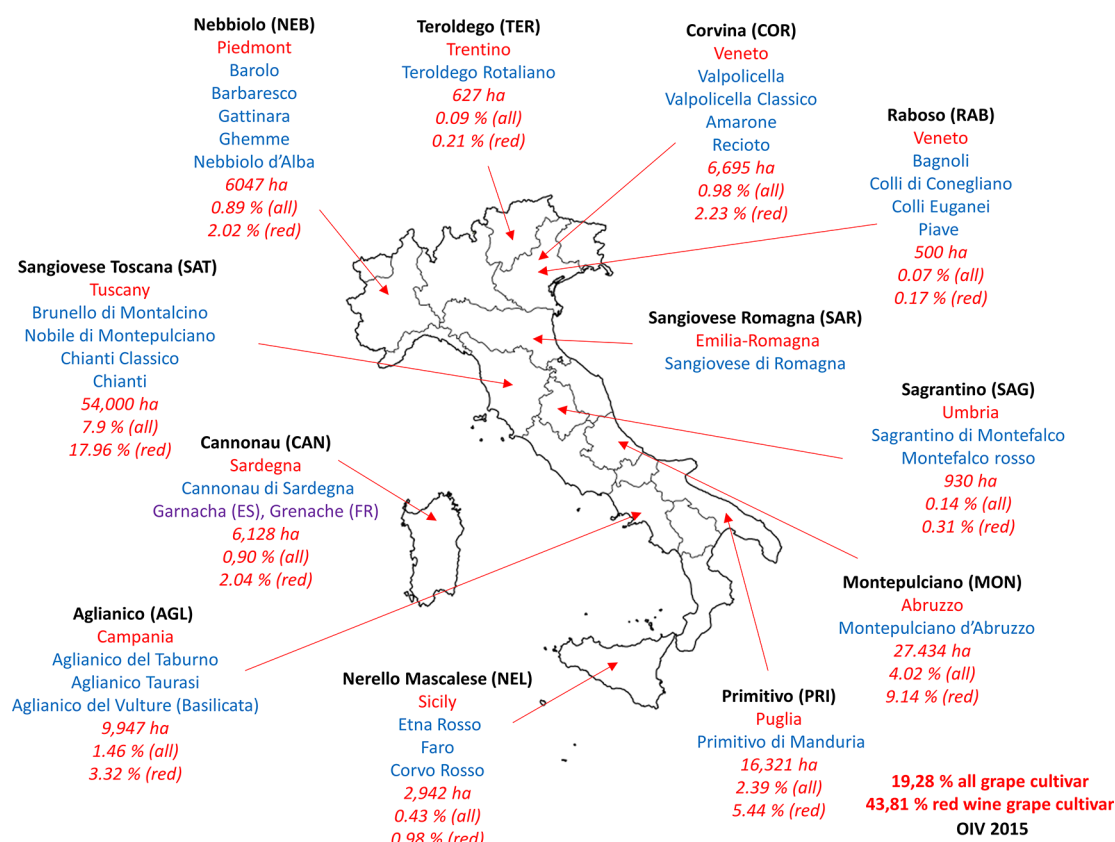 Nebbiolo (NEB)
Piedmont
Barolo
Barbaresco
Gattinara
Ghemme
Nebbiolo d’Alba
6047 ha
0.89 % (all)
2.02 % (red)
Teroldego (TER)
Trentino
Teroldego Rotaliano
627 ha
0.09 % (all)
0.21 % (red)
Corvina (COR)
Veneto
Valpolicella
Valpolicella Classico
Amarone
Recioto
6,695 ha
0.98 % (all)
2.23 % (red)
Raboso (RAB)
Veneto
Bagnoli
Colli di Conegliano
Colli Euganei
Piave
500 ha
0.07 % (all)
0.17 % (red)
Sangiovese Toscana (SAT)
Tuscany
Brunello di Montalcino
Nobile di Montepulciano
Chianti Classico
Chianti
54,000 ha
7.9 % (all)
17.96 % (red)
Sangiovese Romagna (SAR)
Emilia-Romagna
Sangiovese di Romagna
Sagrantino (SAG)
Umbria
Sagrantino di Montefalco
Montefalco rosso
930 ha
0.14 % (all)
0.31 % (red)
Cannonau (CAN)
Sardegna
Cannonau di Sardegna
Garnacha (ES), Grenache (FR)
6,128 ha
0,90 % (all)
2.04 % (red)
Montepulciano (MON)
Abruzzo
Montepulciano d’Abruzzo
27.434 ha
4.02 % (all)
9.14 % (red)
Aglianico (AGL)
Campania
Aglianico del Taburno
Aglianico Taurasi
Aglianico del Vulture (Basilicata)
9,947 ha
1.46 % (all)
3.32 % (red)
Nerello Mascalese (NEL)
Sicily
Etna Rosso
Faro
Corvo Rosso
2,942 ha
0.43 % (all)
0.98 % (red)
Primitivo (PRI)
Puglia
Primitivo di Manduria
16,321 ha
2.39 % (all)
5.44 % (red)
19,28 % all grape cultivar
43,81 % red wine grape cultivar
OIV 2015